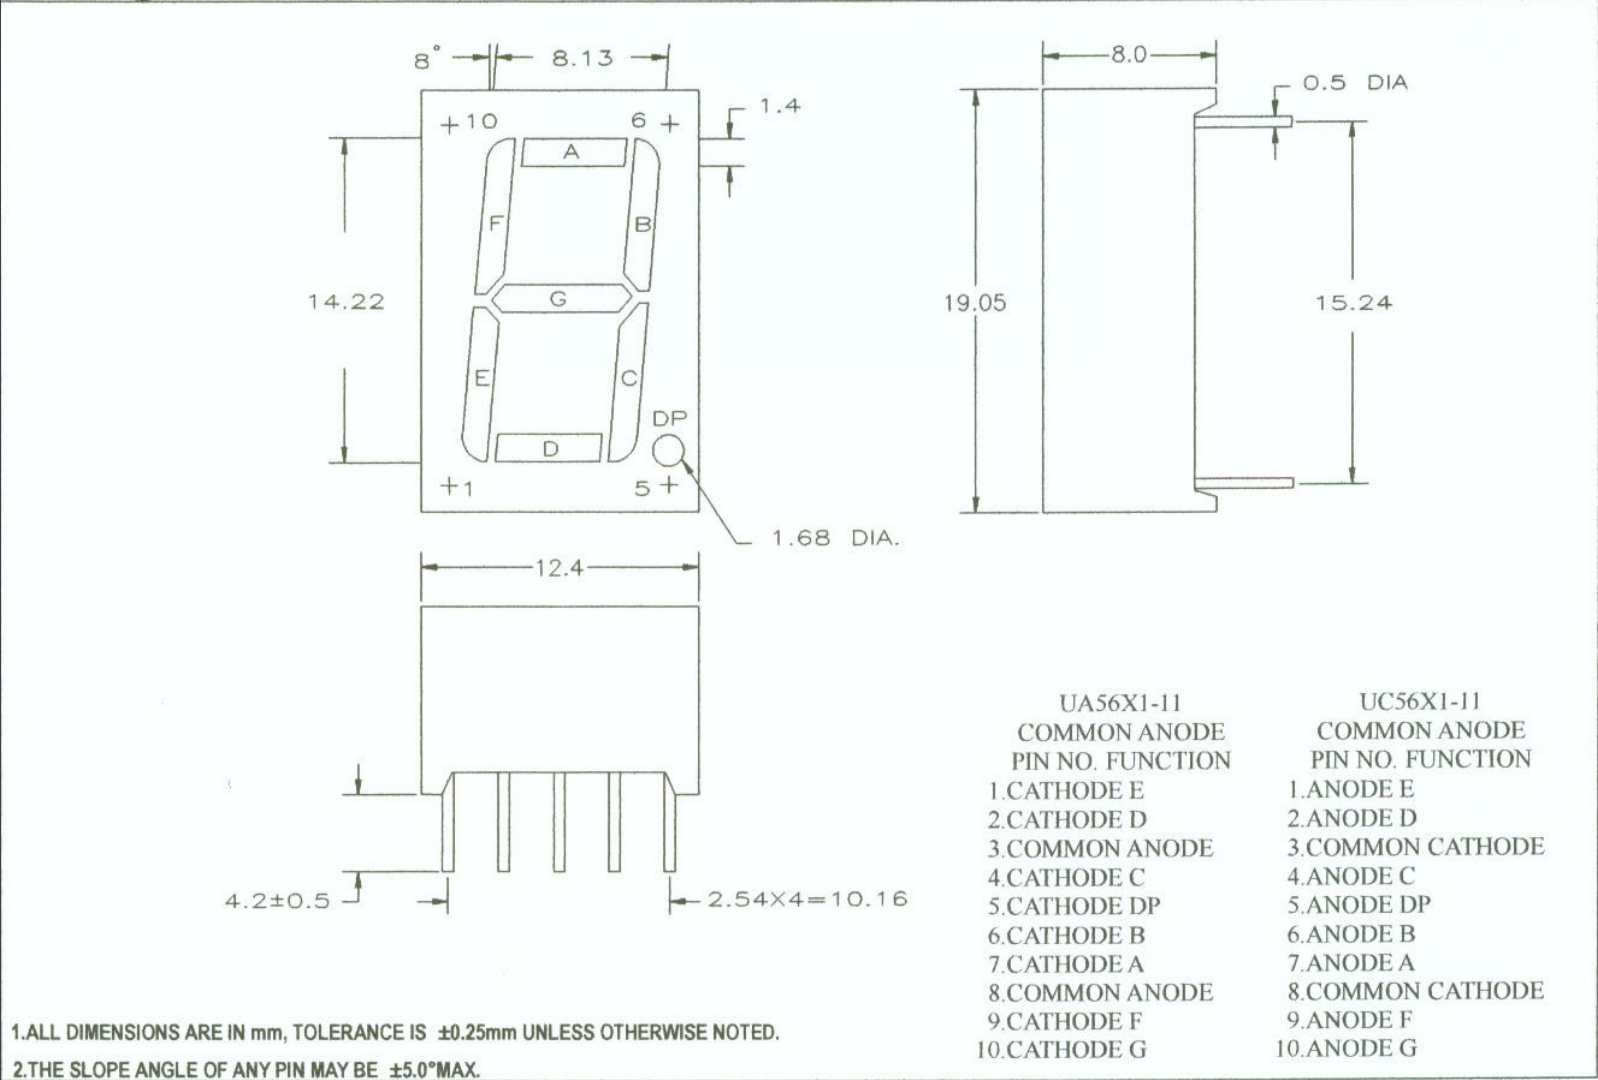 8° 8.13
8.0
0.5 DIA
1.4
+10 6 +
A
F B
14.22
G
19.05
15.24
E C
DP
D
+1 5 +
1.68 DIA.
12.4
4.2±0.5
2.54X4=10.16
UA56X1-11
COMMON ANODE
PIN NO. FUNCTION
1.CATHODE E
2.CATHODE D
3.COMMON ANODE
4.CATHODE C
5.CATHODE DP
6.CATHODE B
7.CATHODE A
8.COMMON ANODE
9.CATHODE F
10.CATHODE G
UC56X1-11
COMMON ANODE
PIN NO. FUNCTION
1.ANODE E
2.ANODE D
3.COMMON CATHODE
4.ANODE C
5.ANODE DP
6.ANODE B
7.ANODE A
8.COMMON CATHODE
9.ANODE F
10.ANODE G
1.ALL DIMENSIONS ARE IN mm, TOLERANCE IS ±0.25mm UNLESS OTHERWISE NOTED.
2.THE SLOPE ANGLE OF ANY PIN MAY BE ±5.0°MAX.